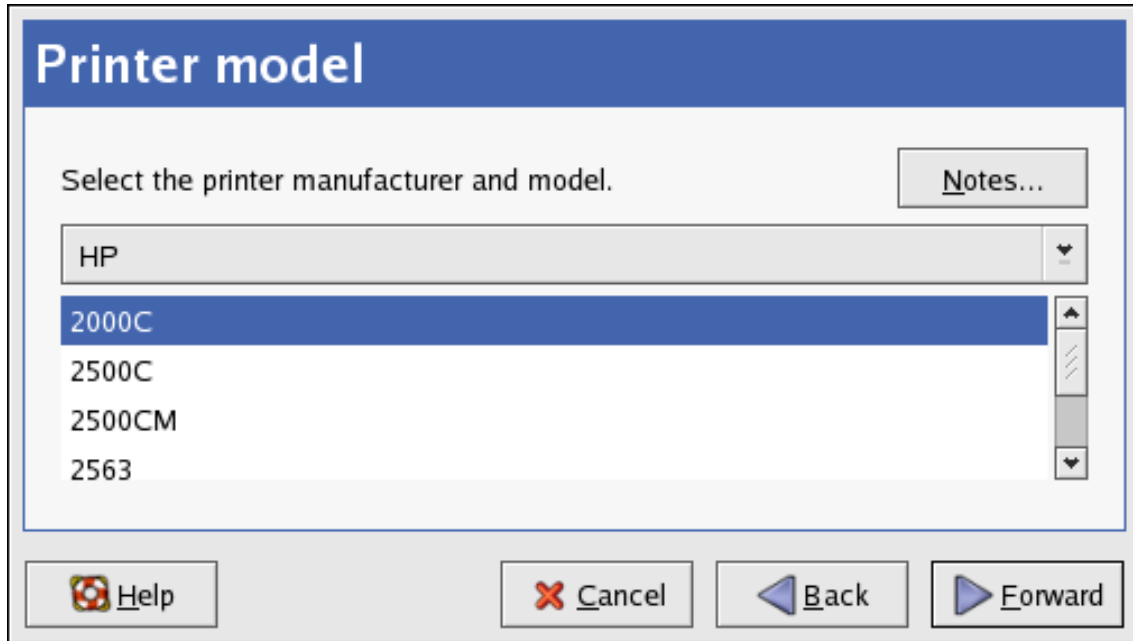 Printer model
Select the printer manufacturer and model.
Notes...
HP
2000C
2500C
2500CM
2563
Help
Cancel
Back
Forward